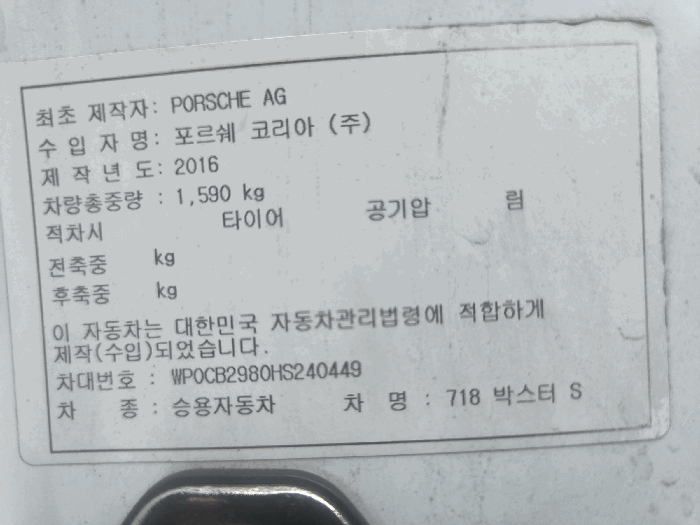 최초 제작자: PORSCHE AG
수 입 자 명: 포르쉐 코리아 (주)
제 작 년 도: 2016
차량총중량 : 1,590 kg
적차시 타이어 공기압 림
전축중 kg
후축중 kg
이 자동차는 대한민국 자동차관리법령에 적합하게
제작(수입)되었습니다.
차대번호 : WP0CB2980HS240449
차 종 : 승용자동차 차 명 : 718 박스터 S